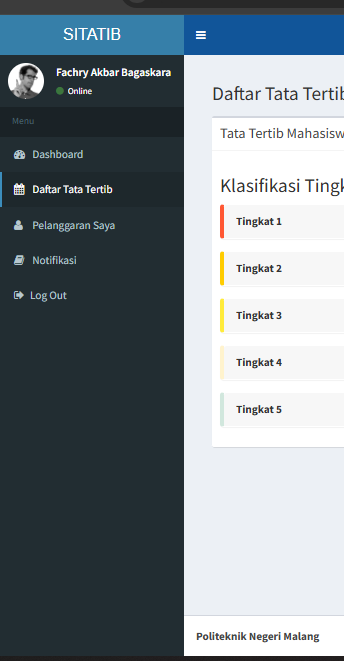 SITATIB
Fachry Akbar Bagaskara
Online
Menu
Dashboard
Daftar Tata Tertib
Pelanggaran Saya
Notifikasi
Log Out
Daftar Tata Tertib
Tata Tertib Mahasisw
Klasifikasi Tingk
Tingkat 1
Tingkat 2
Tingkat 3
Tingkat 4
Tingkat 5
Politeknik Negeri Malang